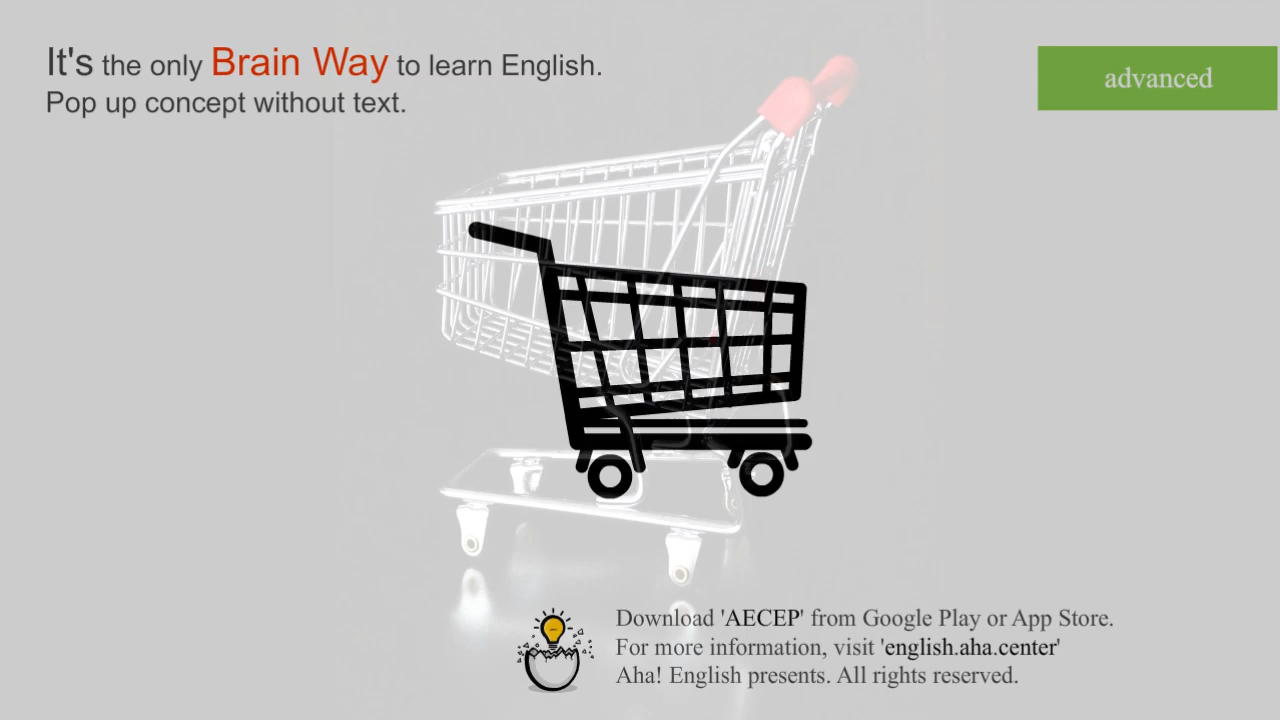 It's the only Brain Way to learn English.
Pop up concept without text.
advanced
Download 'AECEP' from Google Play or App Store.
For more information, visit 'english.aha.center'
Aha! English presents. All rights reserved.